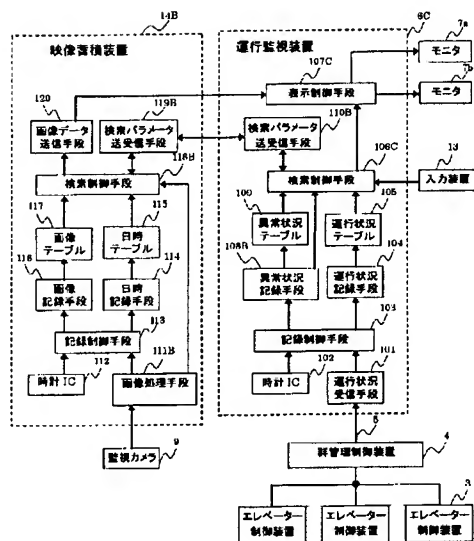 14B
6C
7a
映像蓄積装置
運行監視装置
モニタ
107C
7b
表示制御手段
モニタ
120
119B
110B
画像データ
送信手段
検索パラメータ
送受信手段
検索パラメータ
送受信手段
118B
106C
13
検索制御手段
検索制御手段
入力装置
117
115
109
105
画像
テーブル
日時
テーブル
異常状況
テーブル
運行状況
テーブル
116
114
108B
104
画像
記録手段
日時
記録手段
異常状況
記録手段
運行状況
記録手段
113
103
記録制御手段
記録制御手段
112
111B
102
101
時計IC
画像処理手段
時計IC
運行状況
受信手段
5
9
4
監視カメラ
群管理制御装置
3
エレベーター
制御装置
エレベーター
制御装置
エレベーター
制御装置